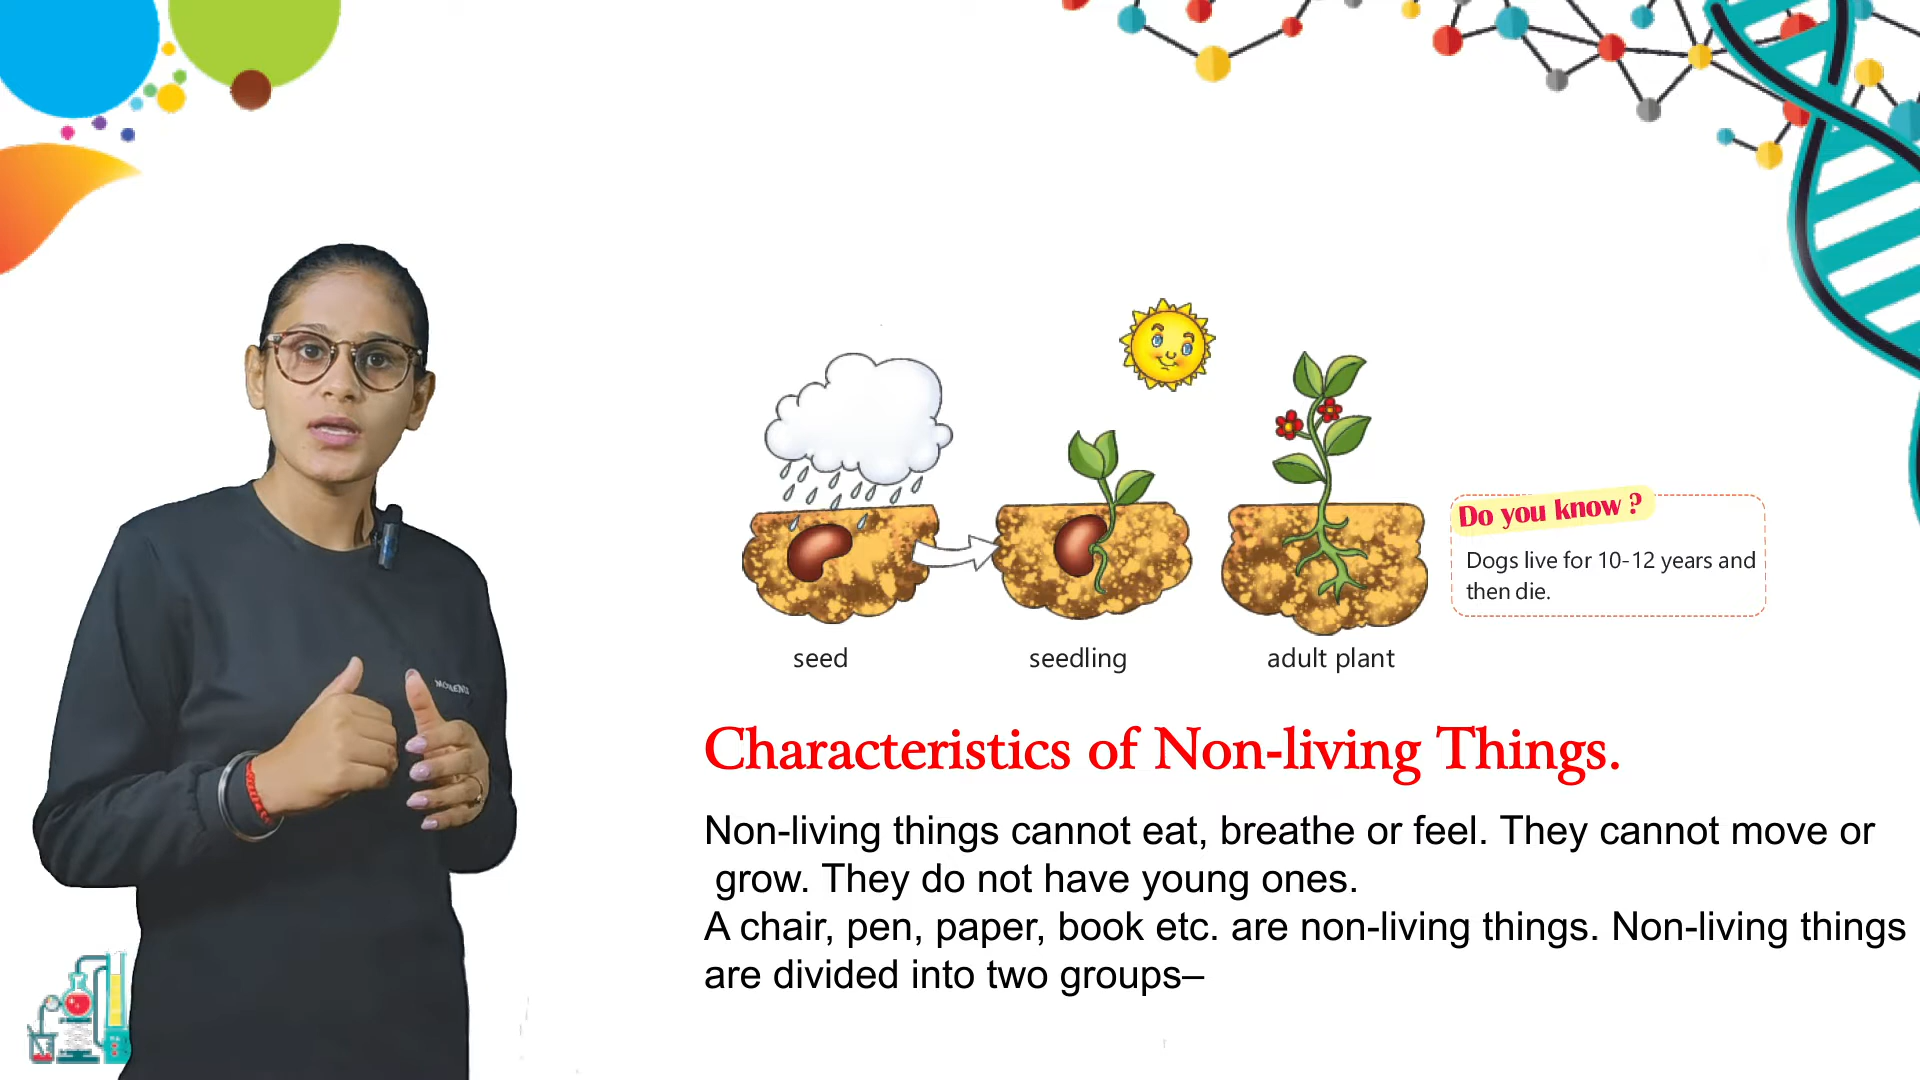 Do you know ?
Dogs live for 10-12 years and
then die.
seed
seedling
adult plant
Characteristics of Non-living Things.
Non-living things cannot eat, breathe or feel. They cannot move or
grow. They do not have young ones.
A chair, pen, paper, book etc. are non-living things. Non-living things
are divided into two groups–